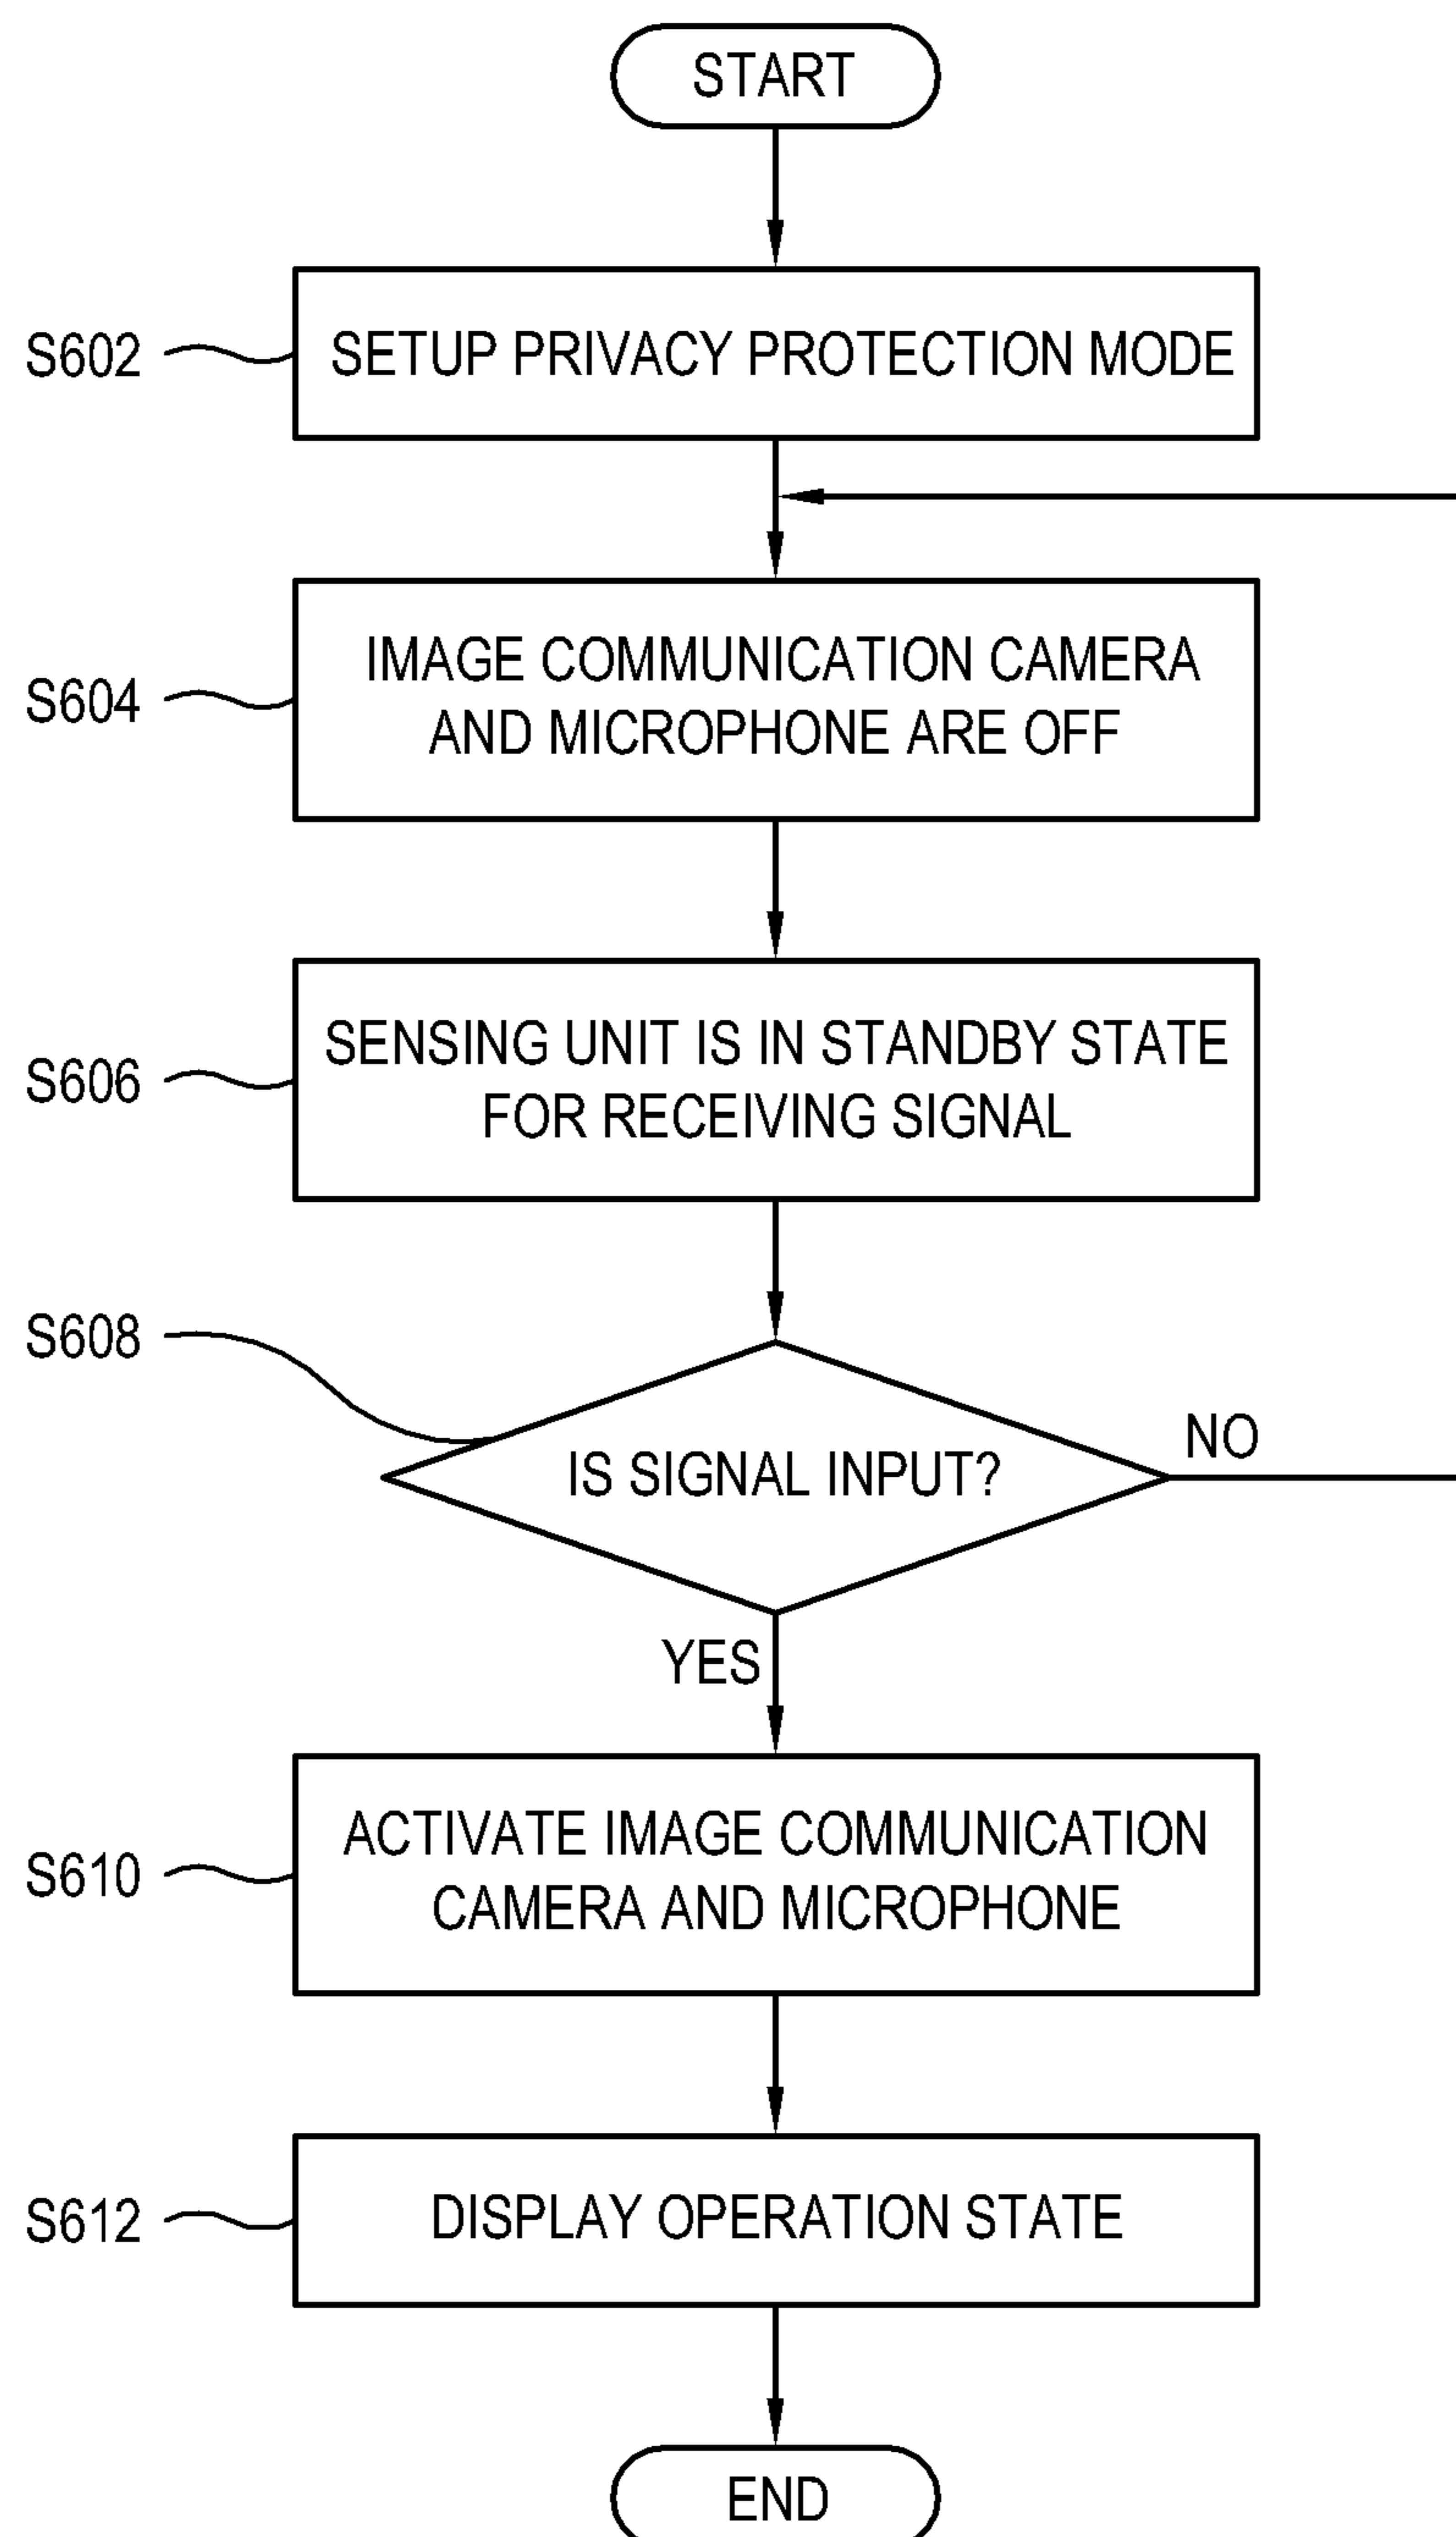 START
S602
SETUP PRIVACY PROTECTION MODE
S604
IMAGE COMMUNICATION CAMERA
AND MICROPHONE ARE OFF
S606
SENSING UNIT IS IN STANDBY STATE
FOR RECEIVING SIGNAL
S608
IS SIGNAL INPUT?
NO
YES
S610
ACTIVATE IMAGE COMMUNICATION
CAMERA AND MICROPHONE
S612
DISPLAY OPERATION STATE
END